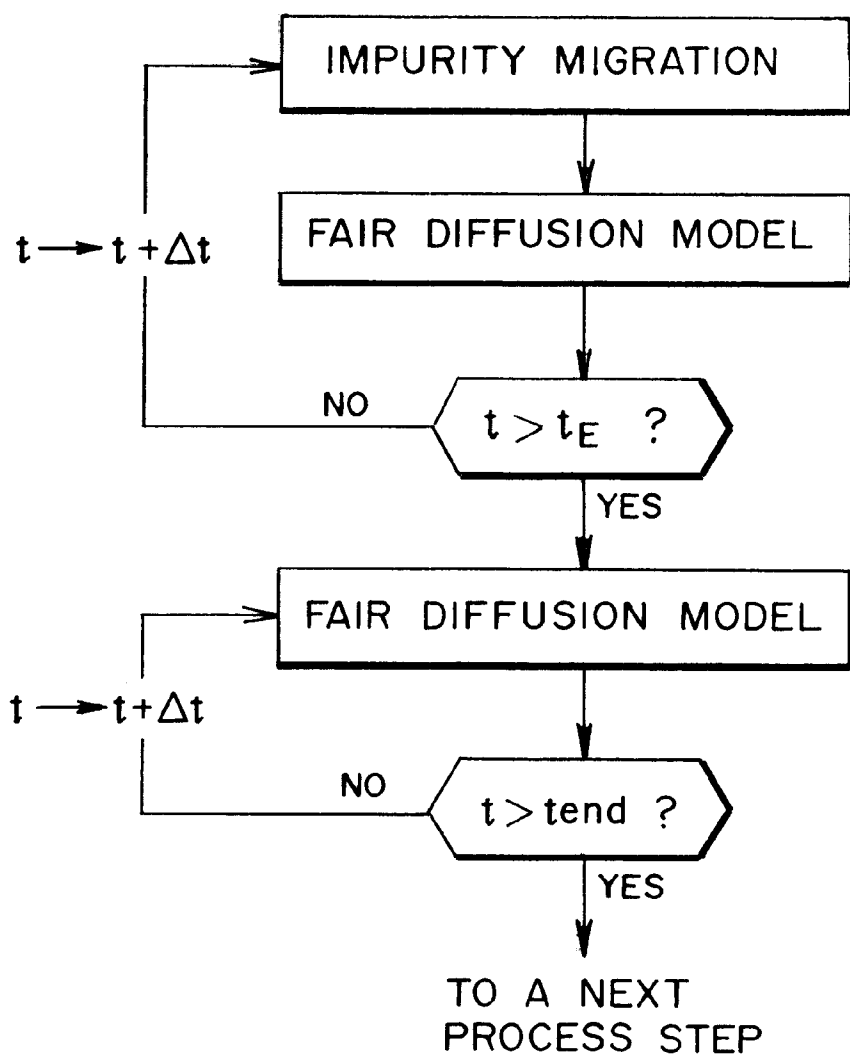 IMPURITY MIGRATION
FAIR DIFFUSION MODEL
t → t + Δt
NO
t > tE ?
YES
FAIR DIFFUSION MODEL
t → t + Δt
NO
t > tend ?
YES
TO A NEXT
PROCESS STEP